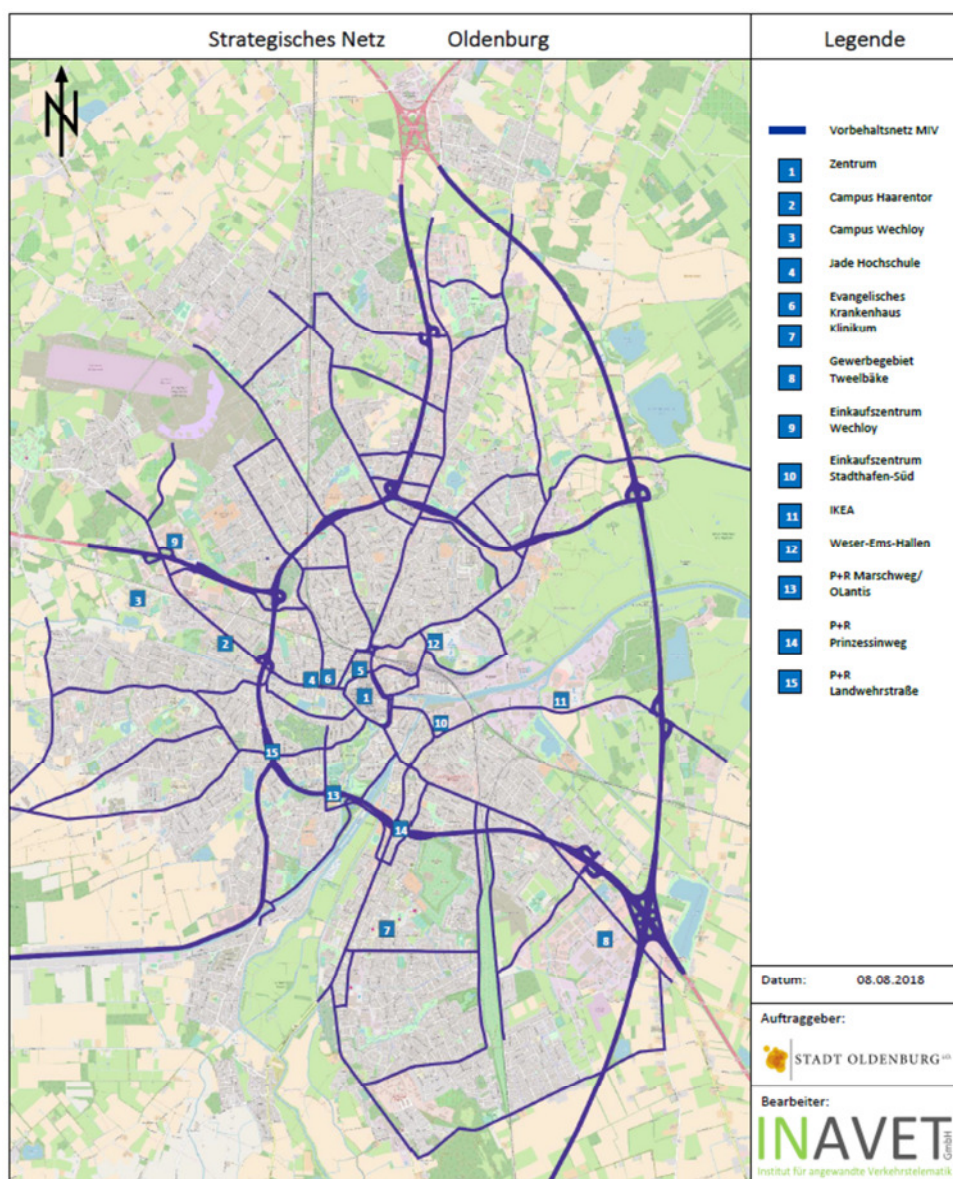 Strategisches Netz Oldenburg
Legende
N
Vorbehaltsnetz MIV
1 Zentrum
2 Campus Haarentor
3 Campus Wechloy
4 Jade Hochschule
6 Evangelisches
Krankenhaus
7 Klinikum
8 Gewerbegebiet
Tweelbäke
9 Einkaufszentrum
Wechloy
10 Einkaufszentrum
Stadthafen-Süd
11 IKEA
12 Weser-Ems-Hallen
13 P+R Marschweg/
OLantis
14 P+R
Prinzessinweg
15 P+R
Landwehrstraße
9
3
2
12
4
6
5
1
11
10
15
13
14
7
8
Datum: 08.08.2018
Auftraggeber:
STADT OLDENBURG
Bearbeiter:
INAVET GmbH
Institut für angewandte Verkehrstelematik